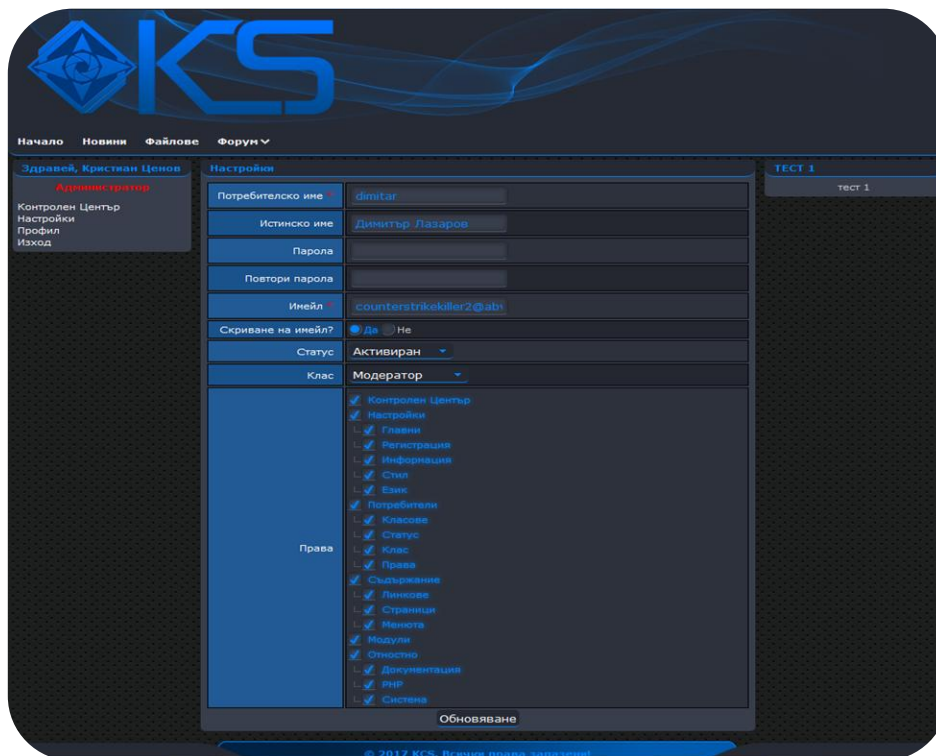 KS
Начало Новини Файлове Форум
Здравей, Кристиан Ценов
Администратор
Контролен Център
Настройки
Профил
Изход
Настройки
Потребителско име * dimitar
Истинско име Димитър Лазаров
Парола
Повтори парола
Имейл * counterstrikekiller2@abv
Скриване на имейл? Да Не
Статус Активиран
Клас Модератор
Права
Контролен Център
Настройки
Главни
Регистрация
Информация
Стил
Език
Потребители
Класове
Статус
Клас
Права
Съдържание
Линкове
Страници
Менюта
Модули
Отностно
Документация
PHP
Система
Обновяване
ТЕСТ 1
тест 1
© 2017 KCS. Всички права запазени!